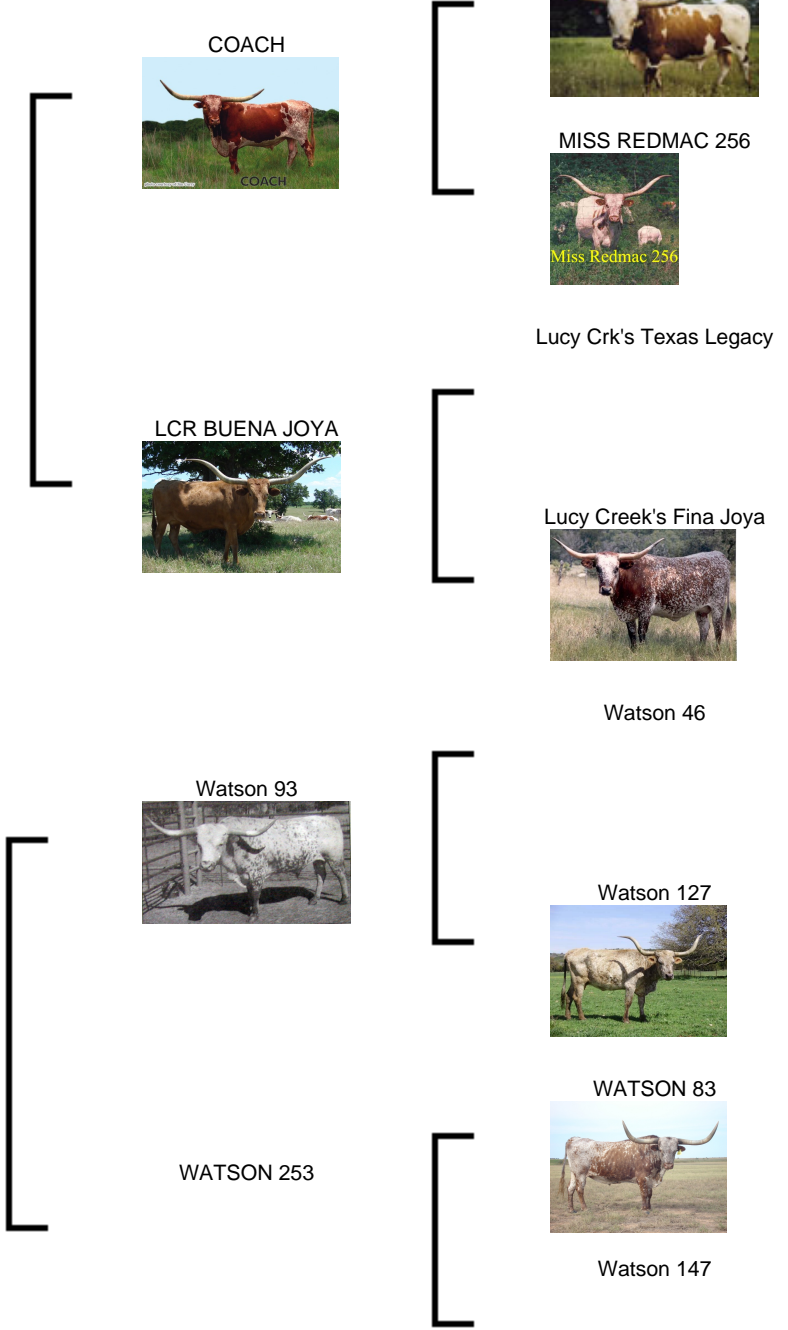 COACH
COACH
MISS REDMAC 256
Miss Redmac 256
Lucy Crk's Texas Legacy
LCR BUENA JOYA
Lucy Creek's Fina Joya
Watson 46
Watson 93
Watson 127
WATSON 83
WATSON 253
Watson 147